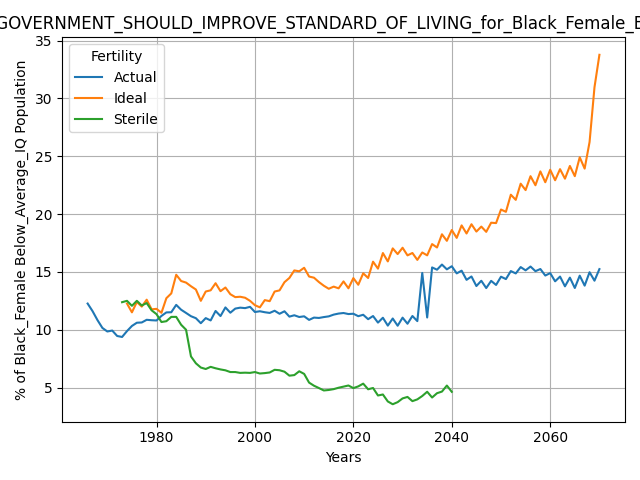 GOVERNMENT_SHOULD_IMPROVE_STANDARD_OF_LIVING_for_Black_Female_B
Fertility
Actual
Ideal
Sterile
% of Black_Female Below_Average_IQ Population
35
30
25
20
15
10
5
1980 2000 2020 2040 2060
Years